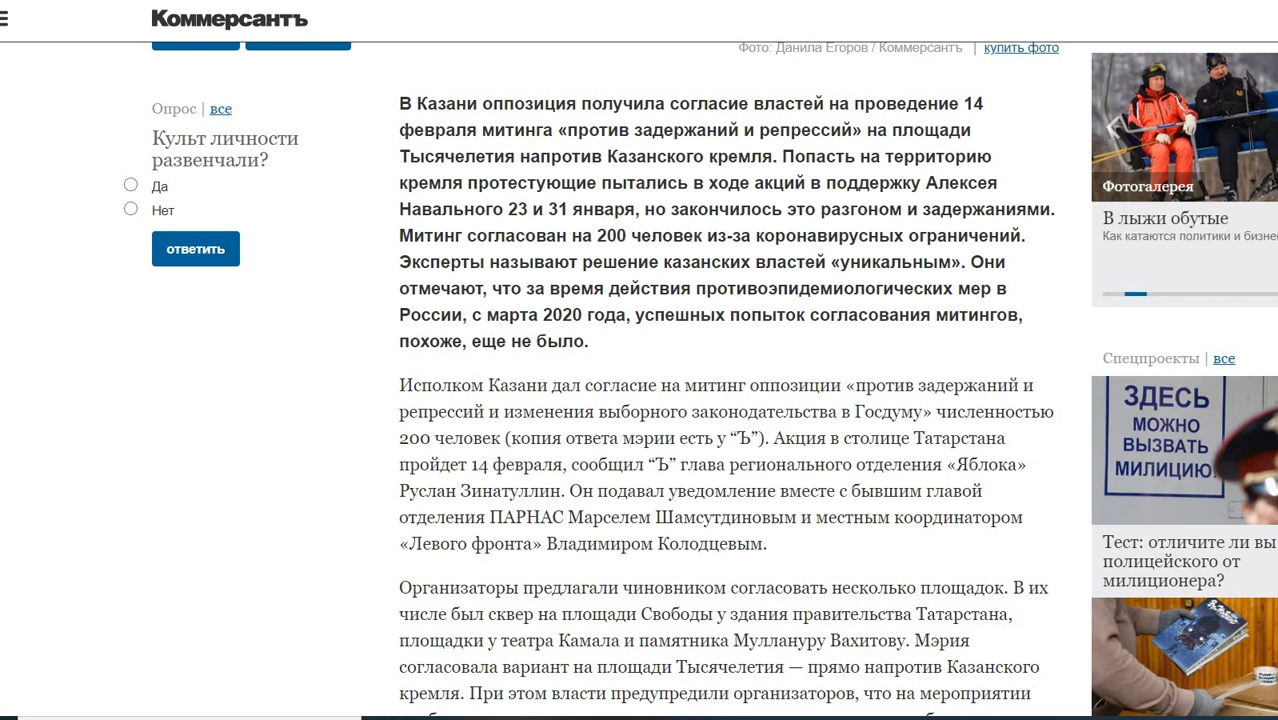 Коммерсантъ
Фото: Данила Егоров / Коммерсантъ | купить фото
Опрос | все
Культ личности
развенчали?
Да
Нет
ответить
В Казани оппозиция получила согласие властей на проведение 14
февраля митинга «против задержаний и репрессий» на площади
Тысячелетия напротив Казанского кремля. Попасть на территорию
кремля протестующие пытались в ходе акций в поддержку Алексея
Навального 23 и 31 января, но закончилось это разгоном и задержаниями.
Митинг согласован на 200 человек из-за коронавирусных ограничений.
Эксперты называют решение казанских властей «уникальным». Они
отмечают, что за время действия противоэпидемиологических мер в
России, с марта 2020 года, успешных попыток согласования митингов,
похоже, еще не было.
Исполком Казани дал согласие на митинг оппозиции «против задержаний и
репрессий и изменения выборного законодательства в Госдуму» численностью
200 человек (копия ответа мэрии есть у “Ъ”). Акция в столице Татарстана
пройдет 14 февраля, сообщил “Ъ” глава регионального отделения «Яблока»
Руслан Зинатуллин. Он подавал уведомление вместе с бывшим главой
отделения ПАРНАС Марселем Шамсутдиновым и местным координатором
«Левого фронта» Владимиром Колодцевым.
Организаторы предлагали чиновником согласовать несколько площадок. В их
числе был сквер на площади Свободы у здания правительства Татарстана,
площадки у театра Камала и памятника Муллануру Вахитову. Мэрия
согласовала вариант на площади Тысячелетия — прямо напротив Казанского
кремля. При этом власти предупредили организаторов, что на мероприятии
Фотогалерея
В лыжи обутые
Как катаются политики и бизне
Спецпроекты | все
ЗДЕСЬ
МОЖНО
ВЫЗВАТЬ
МИЛИЦИЮ
Тест: отличите ли вы
полицейского от
милиционера?